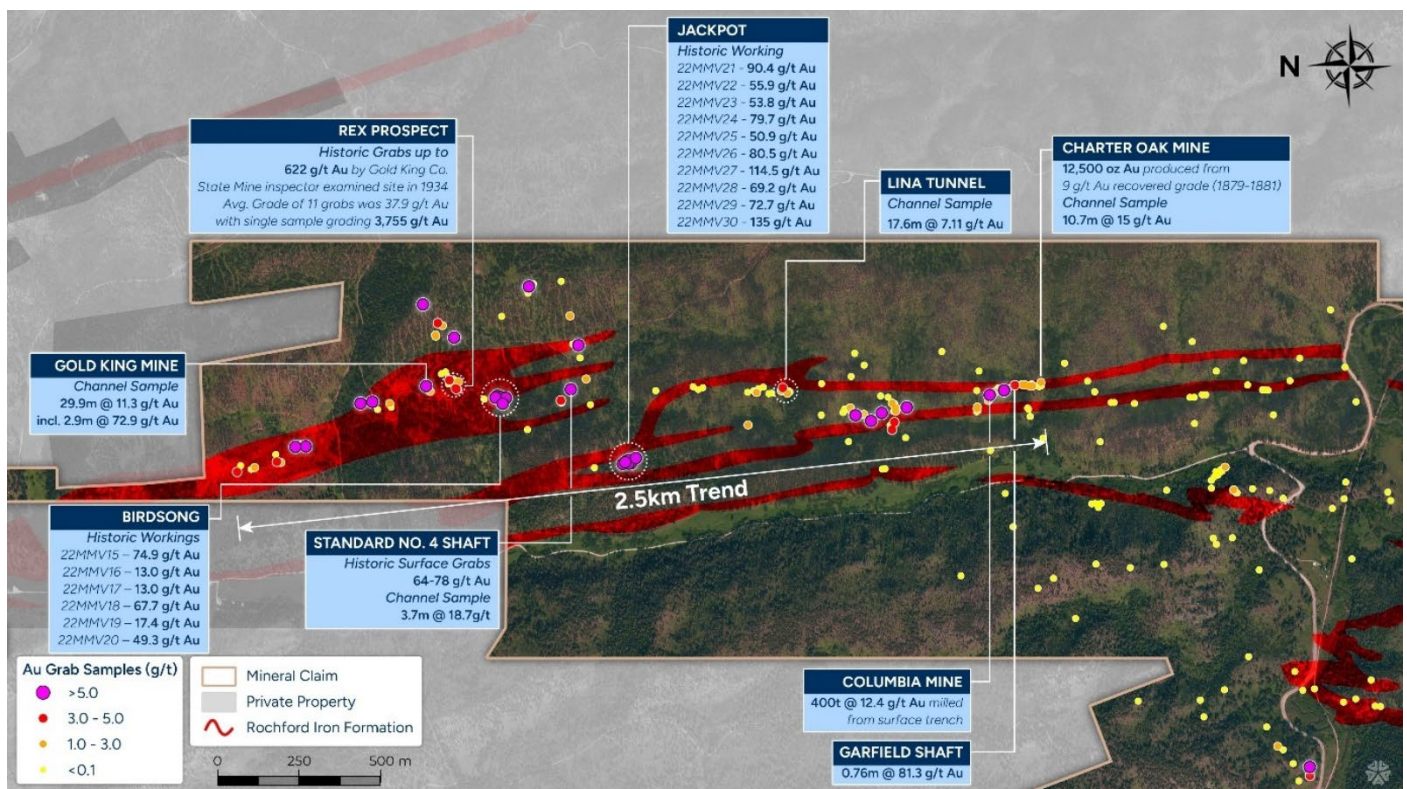 JACKPOT
Historic Working
22MMV21 - 90.4 g/t Au
22MMV22 - 55.9 g/t Au
22MMV23 - 53.8 g/t Au
22MMV24 - 79.7 g/t Au
22MMV25 - 50.9 g/t Au
22MMV26 - 80.5 g/t Au
22MMV27 - 114.5 g/t Au
22MMV28 - 69.2 g/t Au
22MMV29 - 72.7 g/t Au
22MMV30 - 135 g/t Au
N
REX PROSPECT
Historic Grabs up to
622 g/t Au by Gold King Co.
State Mine inspector examined site in 1934
Avg. Grade of 11 grabs was 37.9 g/t Au
with single sample grading 3,755 g/t Au
LINA TUNNEL
Channel Sample
17.6m @ 7.11 g/t Au
CHARTER OAK MINE
12,500 oz Au produced from
9 g/t Au recovered grade (1879-1881)
Channel Sample
10.7m @ 15 g/t Au
GOLD KING MINE
Channel Sample
29.9m @ 11.3 g/t Au
incl. 2.9m @ 72.9 g/t Au
2.5km Trend
BIRDSONG
Historic Workings
22MMV15 – 74.9 g/t Au
22MMV16 – 13.0 g/t Au
22MMV17 – 13.0 g/t Au
22MMV18 – 67.7 g/t Au
22MMV19 – 17.4 g/t Au
22MMV20 – 49.3 g/t Au
STANDARD NO. 4 SHAFT
Historic Surface Grabs
64-78 g/t Au
Channel Sample
3.7m @ 18.7g/t
COLUMBIA MINE
400t @ 12.4 g/t Au milled
from surface trench
GARFIELD SHAFT
0.76m @ 81.3 g/t Au
Au Grab Samples (g/t)
>5.0
3.0 - 5.0
1.0 - 3.0
<0.1
Mineral Claim
Private Property
Rochford Iron Formation
0 250 500 m